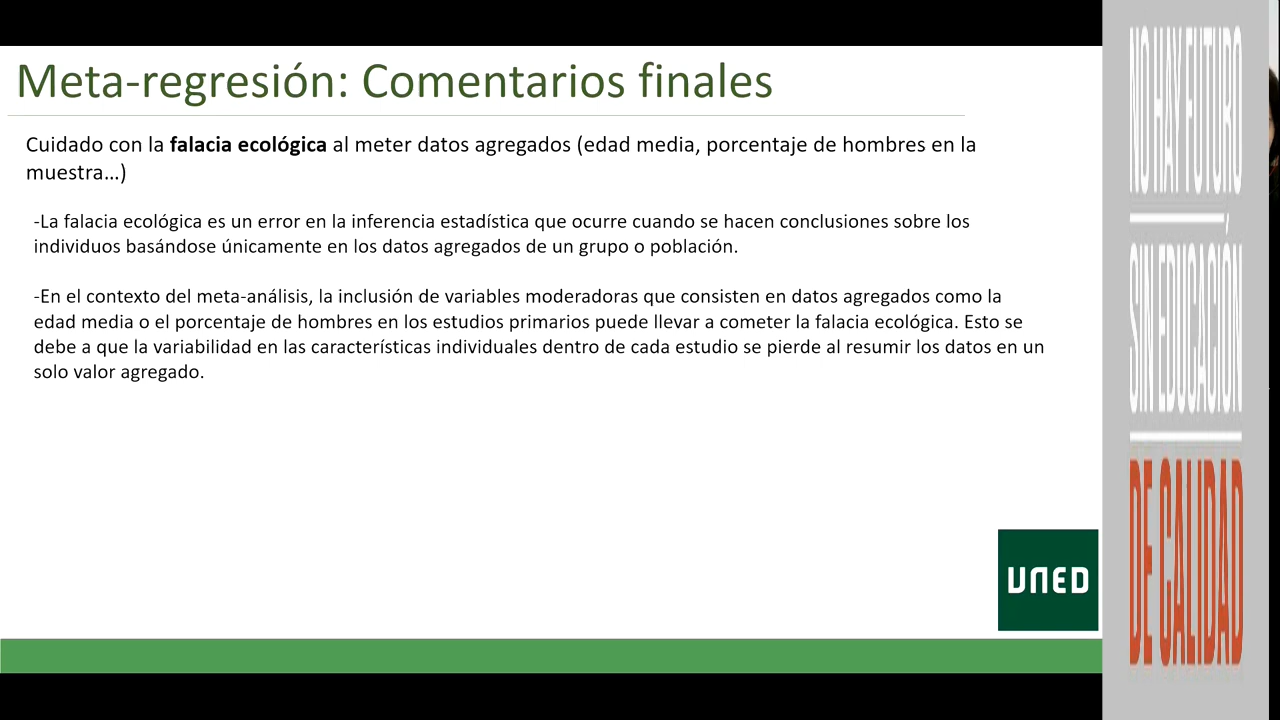 Meta-regresión: Comentarios finales
Cuidado con la falacia ecológica al meter datos agregados (edad media, porcentaje de hombres en la
muestra…)
-La falacia ecológica es un error en la inferencia estadística que ocurre cuando se hacen conclusiones sobre los
individuos basándose únicamente en los datos agregados de un grupo o población.
-En el contexto del meta-análisis, la inclusión de variables moderadoras que consisten en datos agregados como la
edad media o el porcentaje de hombres en los estudios primarios puede llevar a cometer la falacia ecológica. Esto se
debe a que la variabilidad en las características individuales dentro de cada estudio se pierde al resumir los datos en un
solo valor agregado.
UNED
NO HAY FUTURO
SIN EDUCACIÓN
DE CALIDAD